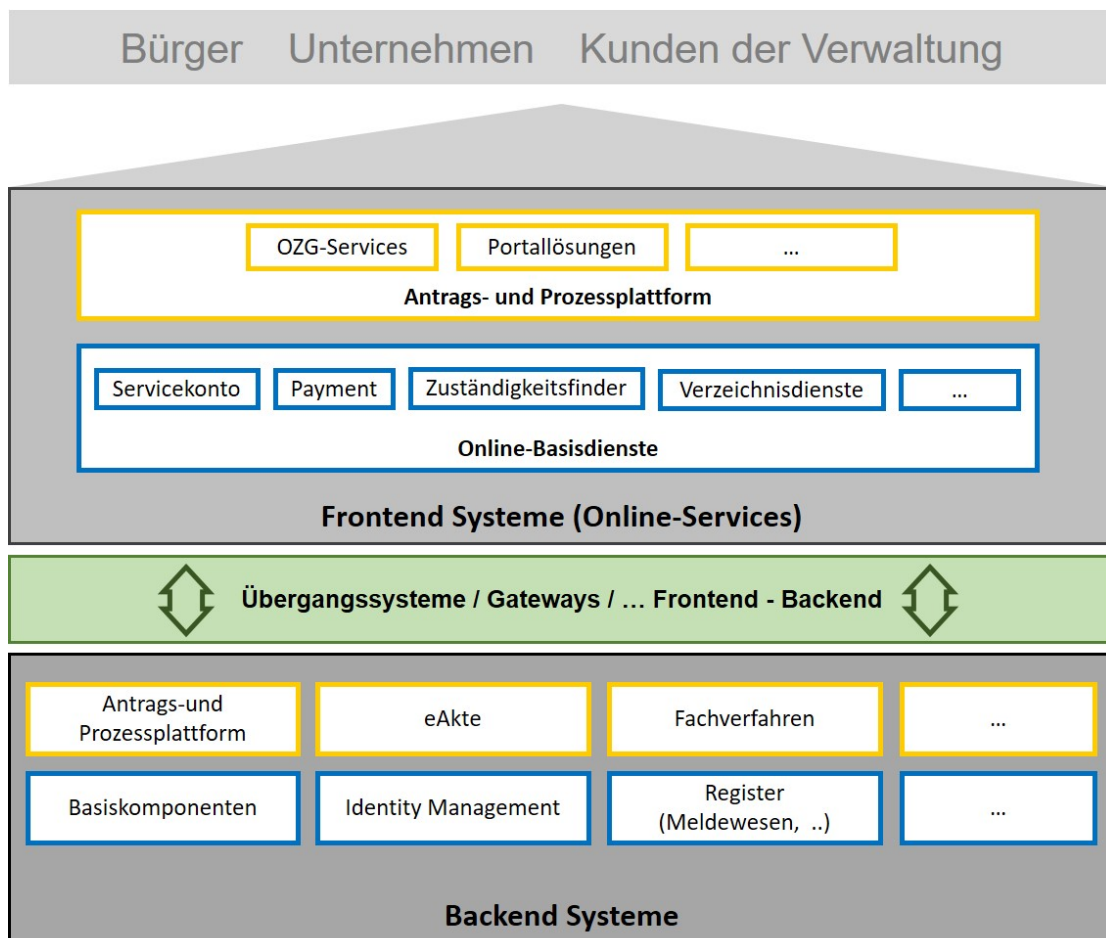 Bürger Unternehmen Kunden der Verwaltung
OZG-Services Portallösungen ...
Antrags- und Prozessplattform
Servicekonto Payment Zuständigkeitsfinder Verzeichnisdienste ...
Online-Basisdienste
Frontend Systeme (Online-Services)
Übergangssysteme / Gateways / ... Frontend - Backend
Antrags-und
Prozessplattform
eAkte
Fachverfahren
...
Basiskomponenten
Identity Management
Register
(Meldewesen, ..)
...
Backend Systeme